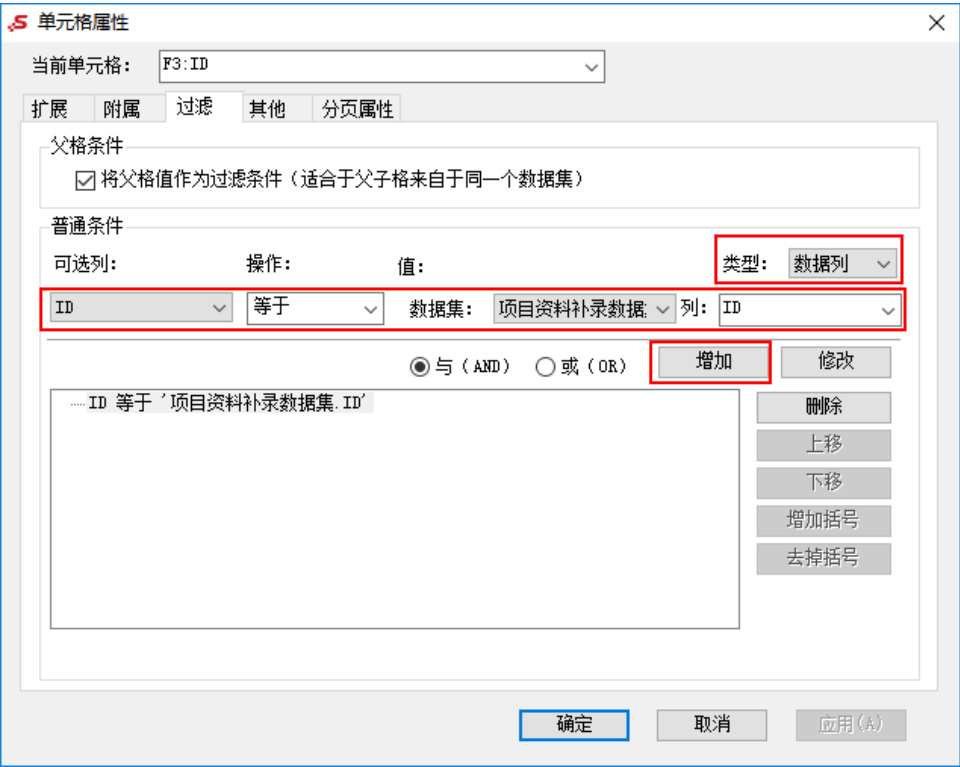 单元格属性
当前单元格: F3:ID
扩展 附属 过滤 其他 分页属性
父格条件
将父格值作为过滤条件（适合于父子格来自于同一个数据集）
普通条件
可选列: 操作: 值: 类型: 数据列
ID 等于 数据集: 项目资料补录数据 列: ID
与（AND） 或（OR） 增加 修改
ID 等于 '项目资料补录数据集.ID'
删除
上移
下移
增加括号
去掉括号
确定 取消 应用(A)